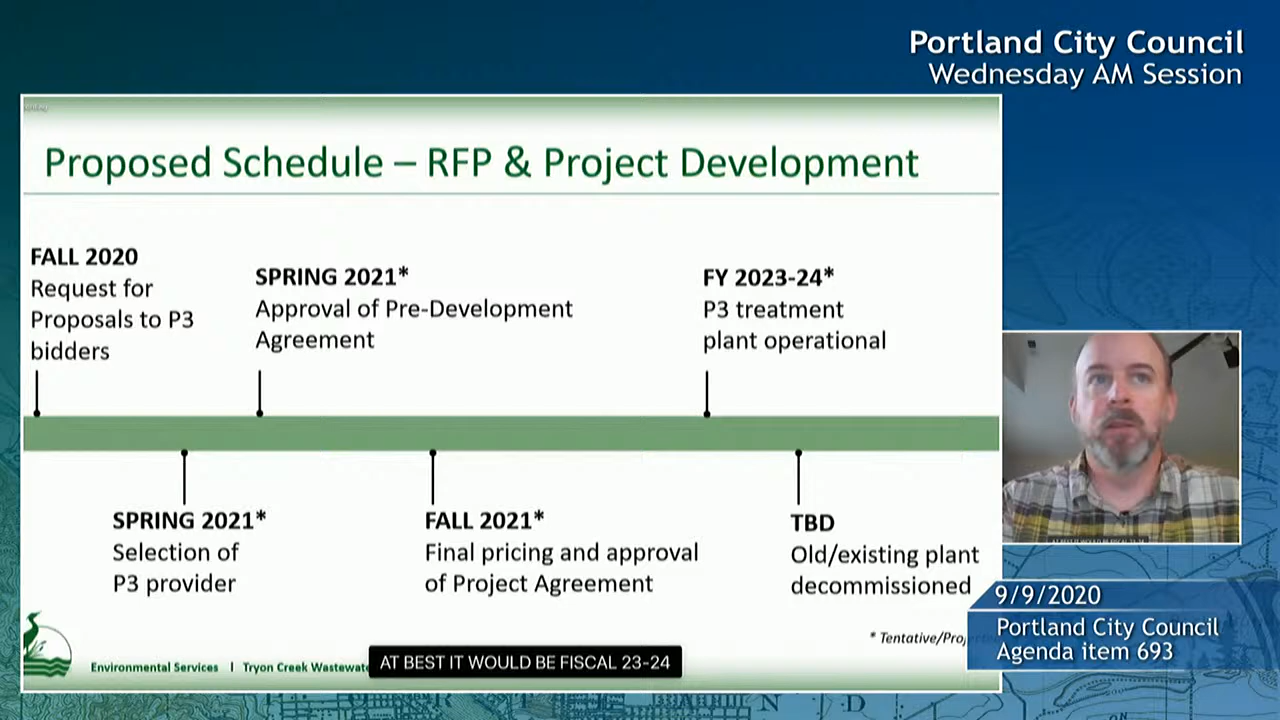 Portland City Council
Wednesday AM Session
Proposed Schedule – RFP & Project Development
FALL 2020
Request for
Proposals to P3
bidders
SPRING 2021*
Approval of Pre-Development
Agreement
FY 2023-24*
P3 treatment
plant operational
SPRING 2021*
Selection of
P3 provider
FALL 2021*
Final pricing and approval
of Project Agreement
TBD
Old/existing plant
decommissioned
* Tentative/Proj
Environmental Services | Tryon Creek Wastewate
AT BEST IT WOULD BE FISCAL 23-24
9/9/2020
Portland City Council
Agenda item 693